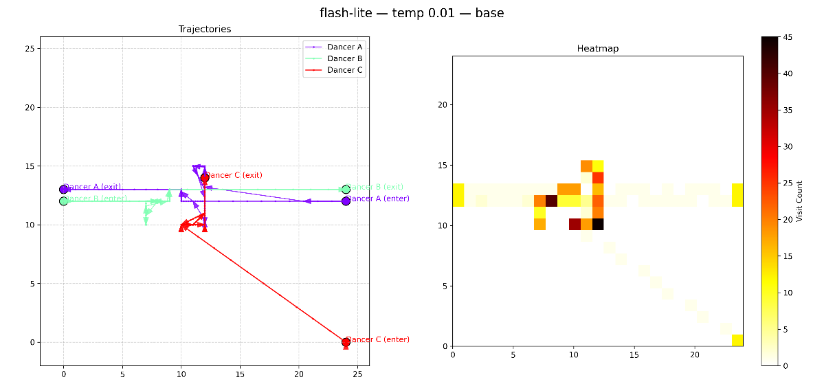 flash-lite — temp 0.01 — base
Trajectories
Dancer A
Dancer B
Dancer C
Dancer C (exit)
Dancer A (exit)
Dancer B (exit)
Dancer B (enter)
Dancer A (enter)
Dancer C (enter)
25
20
15
10
5
0
0 5 10 15 20 25
Heatmap
20
15
10
5
0
0 5 10 15 20
45
40
35
30
25
20
15
10
5
0
Visit Count